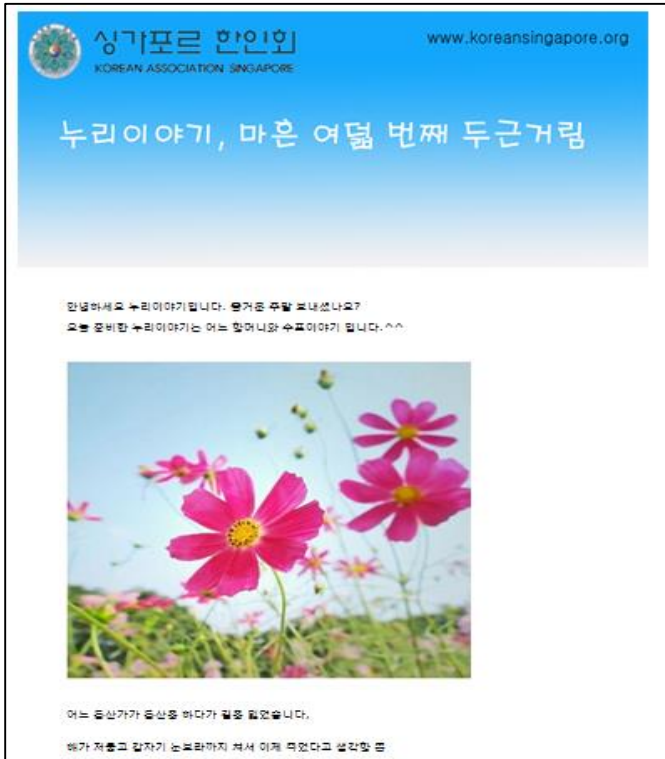 싱가포르 한인회
KOREAN ASSOCIATION SINGAPORE
www.koreansingapore.org
누리이야기, 마흔 여덟 번째 두근거림
안녕하세요 누리이야기입니다. 즐거운 주말 보내셨나요?
오늘 준비한 누리이야기는 어느 할머니와 수프이야기 입니다.^^
어느 등산가가 등산중 하다가 길을 잃었습니다.
해가 저물고 갑자기 눈보라까지 쳐서 이제 죽었다고 생각할 쯤